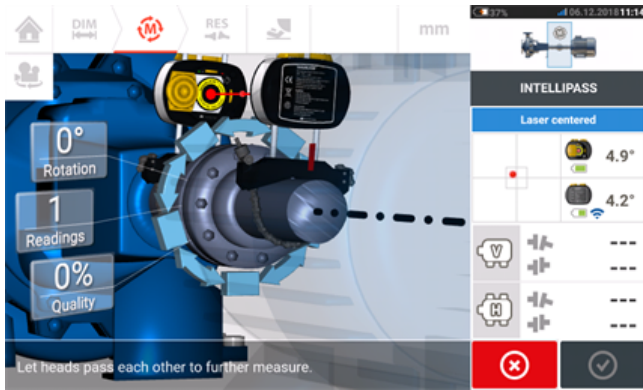 DIM
M
RES
mm
37%
06.12.2018 11:14
0°
Rotation
1
Readings
0%
Quality
Let heads pass each other to further measure.
INTELLIPASS
Laser centered
4.9°
4.2°
V
---
---
H
---
---